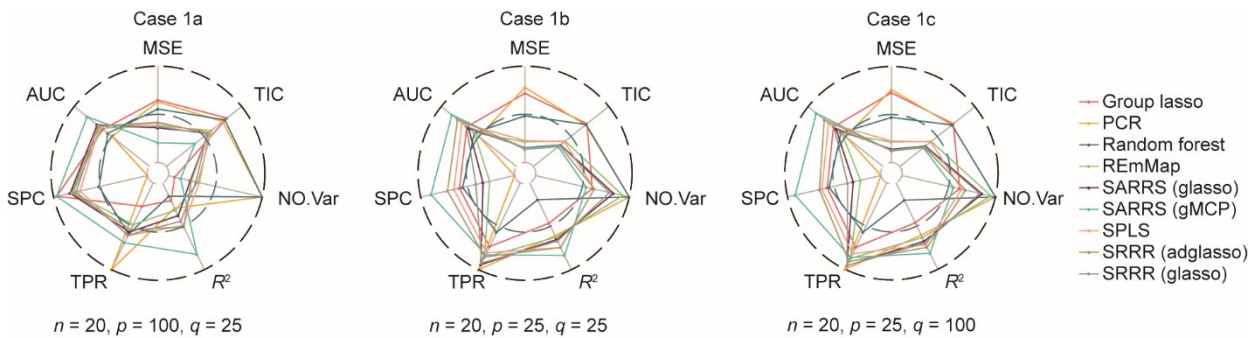 Case 1a
MSE
TIC
NO.Var
R²
TPR
SPC
AUC
n = 20, p = 100, q = 25
Case 1b
MSE
TIC
NO.Var
R²
TPR
SPC
AUC
n = 20, p = 25, q = 25
Case 1c
MSE
TIC
NO.Var
R²
TPR
SPC
AUC
n = 20, p = 25, q = 100
Group lasso
PCR
Random forest
REmMap
SARRS (glasso)
SARRS (gMCP)
SPLS
SRRR (adglasso)
SRRR (glasso)